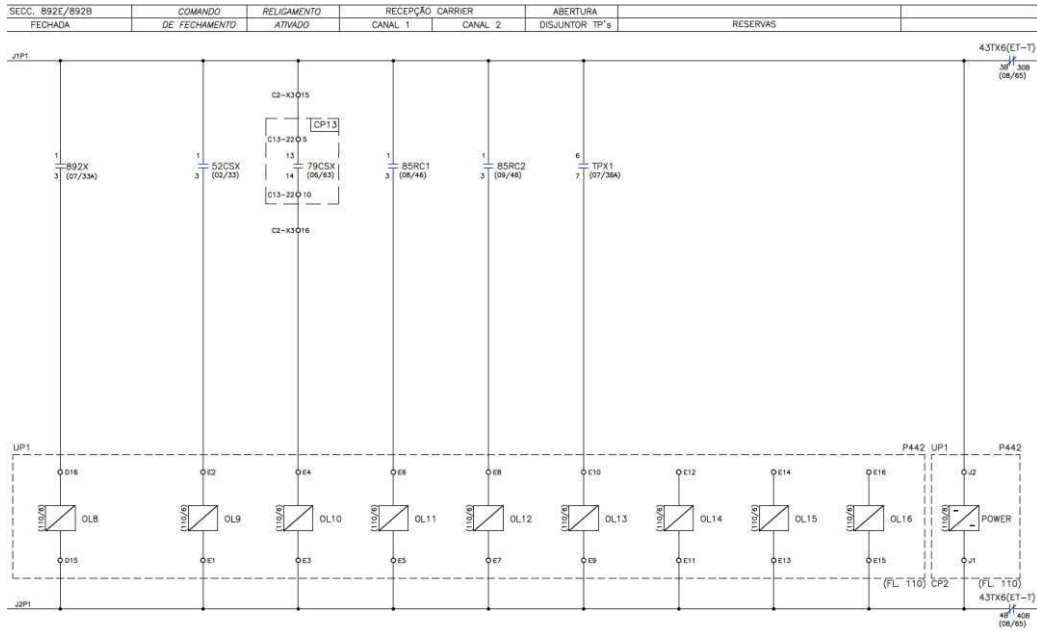 SECC. 892E/892B COMANDO RELIGAMENTO RECEPÇÃO CARRIER ABERTURA
FECHADA DE FECHAMENTO ATIVADO CANAL 1 CANAL 2 DISJUNTOR TP's RESERVAS
J1P1 43TX6(ET-T)
3B 30B
(08/65)
C2-X3 15
CP13
C13-22 5
1 1 13 1 1 6
892X 52CSX 79CSX 85RC1 85RC2 TPX1
3 (07/33A) 3 (02/33) 14 (06/63) 3 (08/46) 3 (09/46) 7 (07/36A)
C13-22 10
C2-X3 16
UP1 P442 UP1 P442
D16 E2 E4 E6 E8 E10 E12 E14 E16 J2
(110/6) OL8 (110/6) OL9 (110/6) OL10 (110/6) OL11 (110/6) OL12 (110/6) OL13 (110/6) OL14 (110/6) OL15 (110/6) OL16 POWER
D15 E1 E3 E5 E7 E9 E11 E13 E15 J1
(FL. 110) CP2 (FL. 110)
J2P1 43TX6(ET-T)
4B 40B
(08/65)